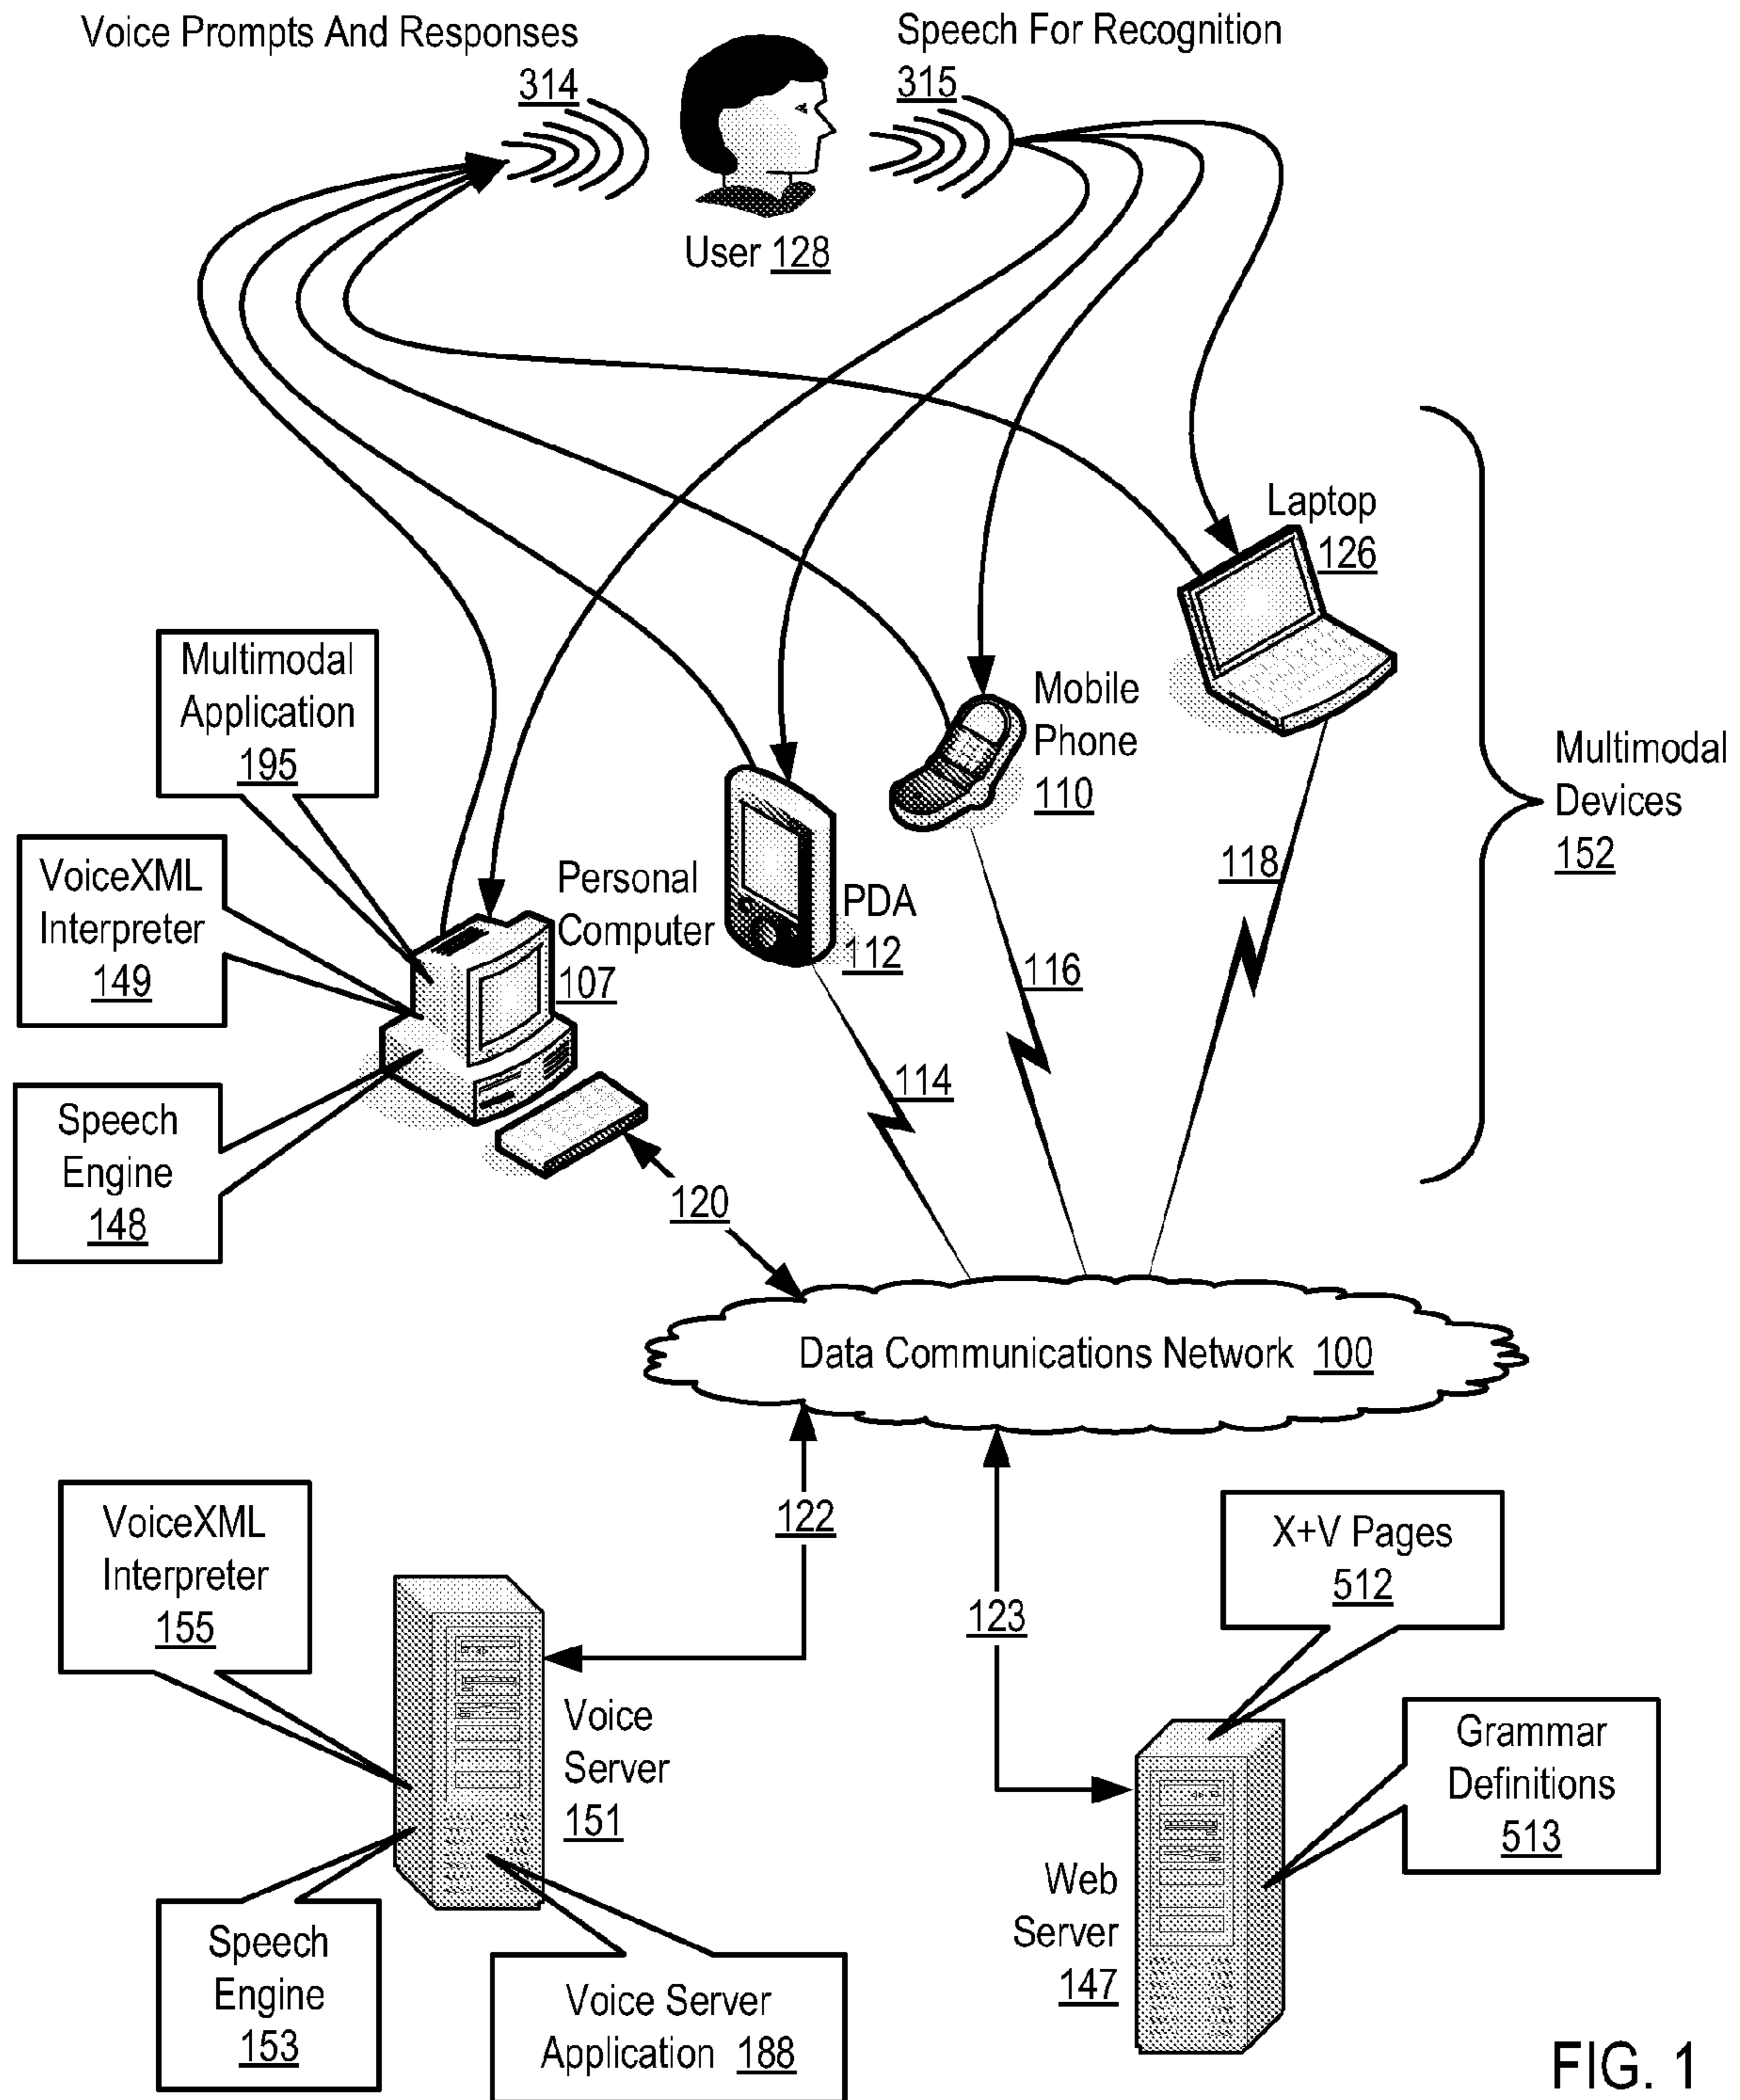 Voice Prompts And Responses
314
Speech For Recognition
315
User 128
Laptop
126
Multimodal
Application
195
Mobile
Phone
110
Multimodal
Devices
152
VoiceXML
Interpreter
149
Personal
Computer
107
PDA
112
118
116
114
Speech
Engine
148
120
Data Communications Network 100
122
123
VoiceXML
Interpreter
155
X+V Pages
512
Voice
Server
151
Grammar
Definitions
513
Web
Server
147
Speech
Engine
153
Voice Server
Application 188
FIG. 1